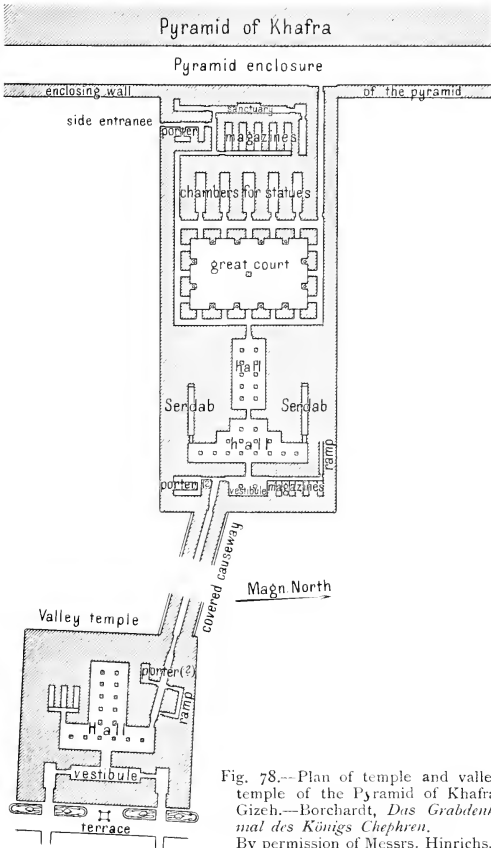 Pyramid of Khafra
Pyramid enclosure
enclosing wall
of the pyramid
sanctuary
side entrance
porter
magazines
chambers for statues
great court
Hall
Serdab
Serdab
hall
ramp
porter (?)
vestibule
magazines
covered causeway
Magn. North
Valley temple
porter(?)
ramp
Hall
vestibule
terrace
Fig. 78.—Plan of temple and valle
temple of the Pyramid of Khafra
Gizeh.—Borchardt, Das Grabden
mal des Königs Chephren.
By permission of Messrs. Hinrichs.